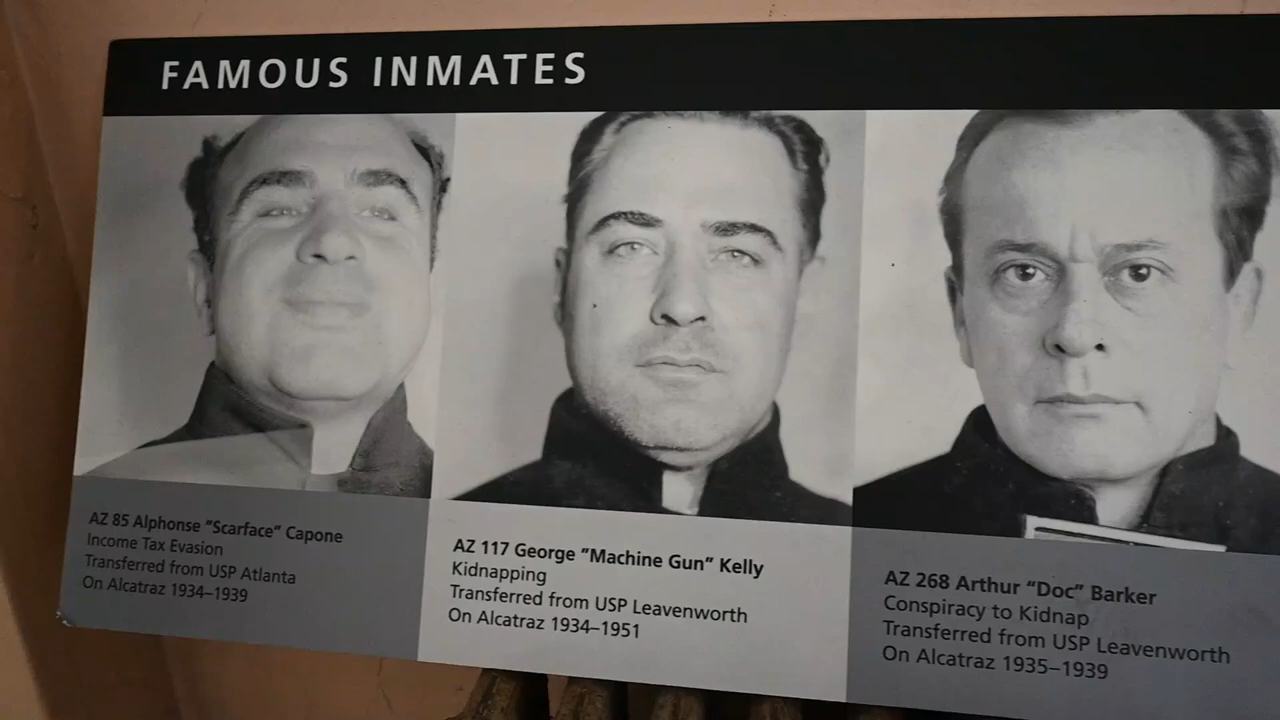 FAMOUS INMATES
AZ 85 Alphonse "Scarface" Capone
Income Tax Evasion
Transferred from USP Atlanta
On Alcatraz 1934–1939
AZ 117 George "Machine Gun" Kelly
Kidnapping
Transferred from USP Leavenworth
On Alcatraz 1934–1951
AZ 268 Arthur "Doc" Barker
Conspiracy to Kidnap
Transferred from USP Leavenworth
On Alcatraz 1935–1939